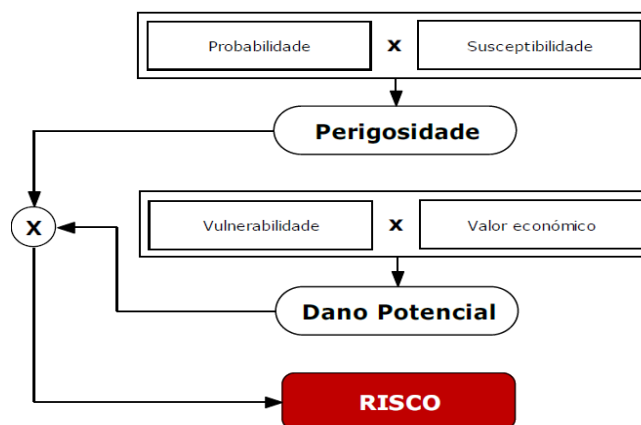 Probabilidade x Susceptibilidade
Perigosidade
X
Vulnerabilidade x Valor económico
Dano Potencial
RISCO